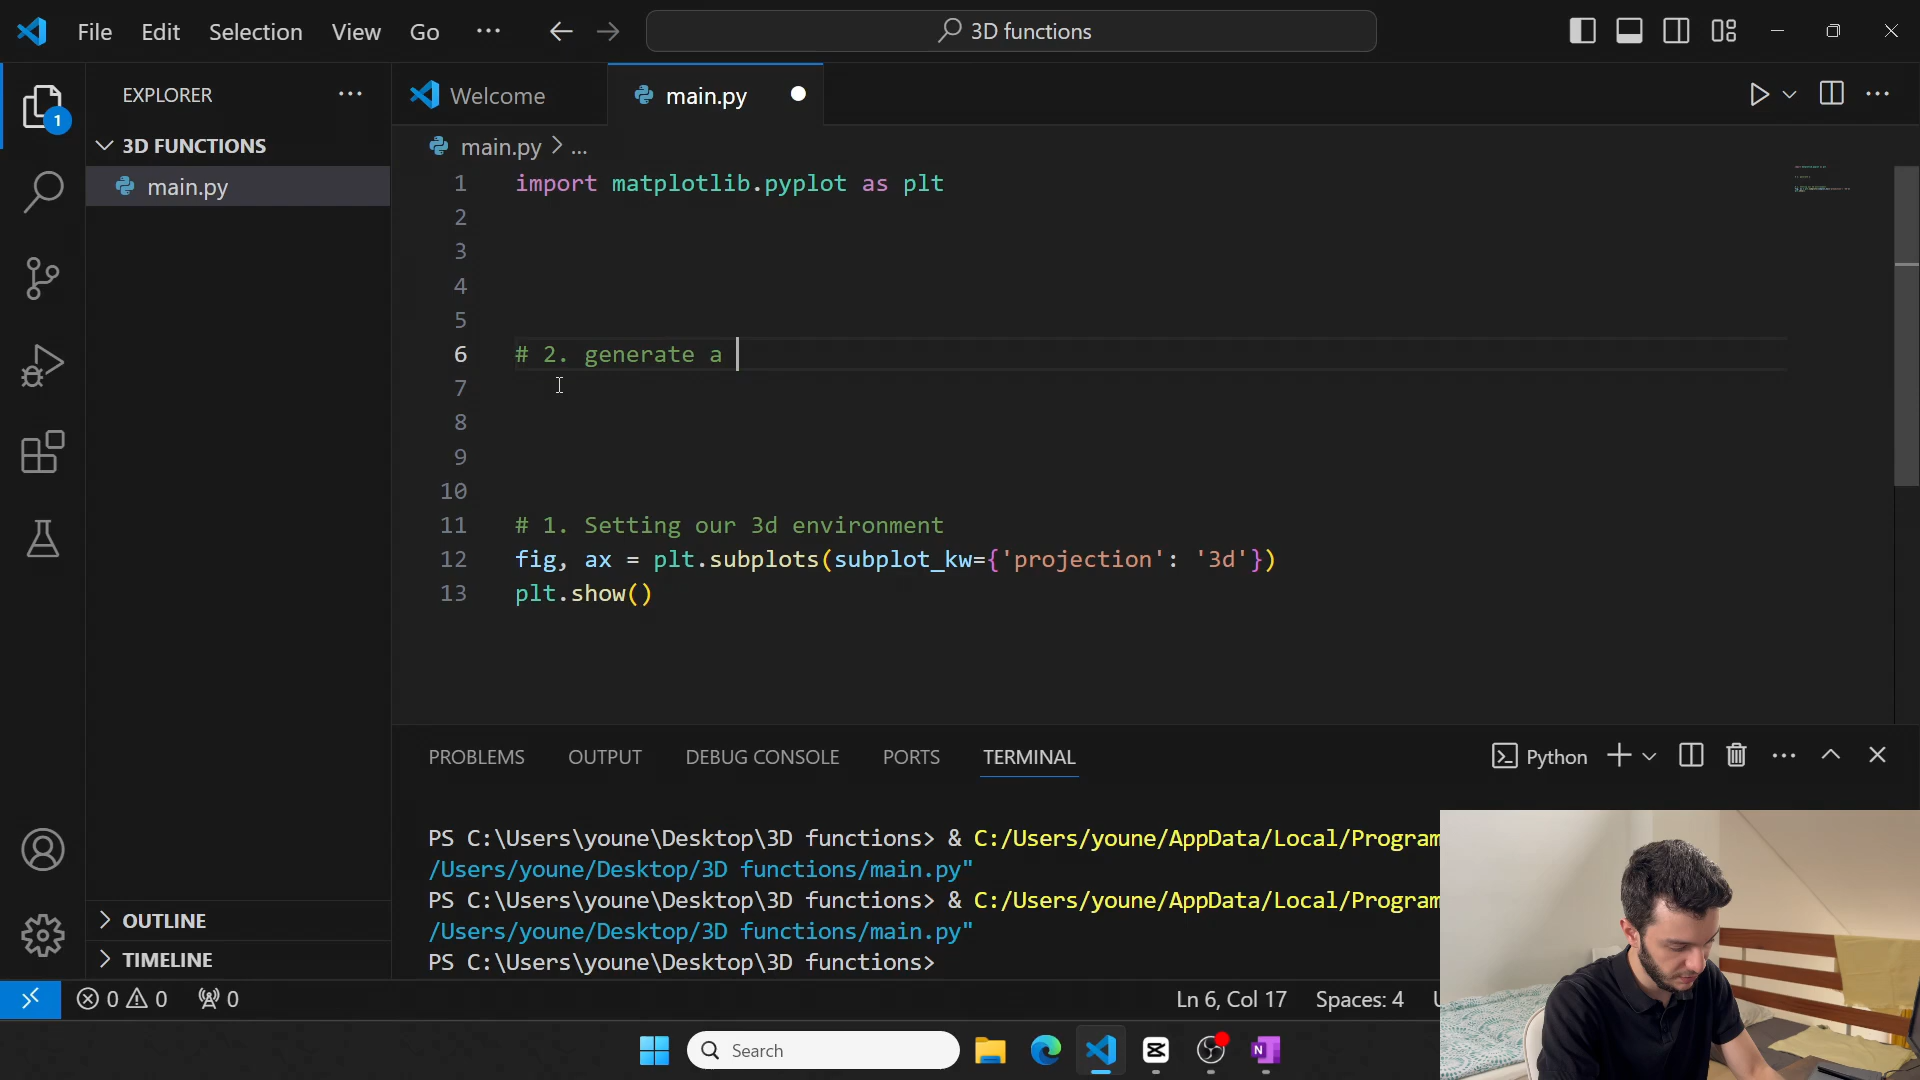 File Edit Selection View Go ··· 3D functions
EXPLORER ···
Welcome main.py
3D FUNCTIONS
main.py
main.py > ...
1 import matplotlib.pyplot as plt
2
3
4
5
6 # 2. generate a
7
8
9
10
11 # 1. Setting our 3d environment
12 fig, ax = plt.subplots(subplot_kw={'projection': '3d'})
13 plt.show()
PROBLEMS OUTPUT DEBUG CONSOLE PORTS TERMINAL Python
PS C:\Users\youne\Desktop\3D functions> & C:/Users/youne/AppData/Local/Program
/Users/youne/Desktop/3D functions/main.py"
PS C:\Users\youne\Desktop\3D functions> & C:/Users/youne/AppData/Local/Program
/Users/youne/Desktop/3D functions/main.py"
PS C:\Users\youne\Desktop\3D functions>
OUTLINE
TIMELINE
1
0 0 0 Ln 6, Col 17 Spaces: 4
Search
N